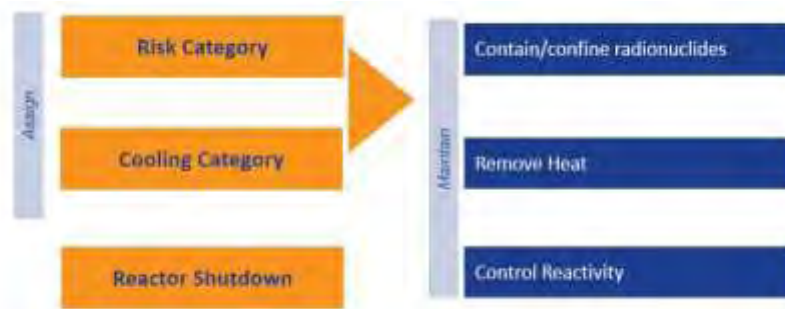 Assign
Risk Category
Cooling Category
Reactor Shutdown
Maintain
Contain/confine radionuclides
Remove Heat
Control Reactivity